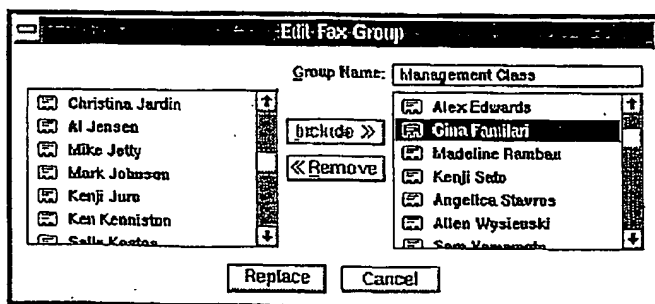 Edit Fax Group
Group Name: Management Class
Christina Jardin
Al Jensen
Mike Jetty
Mark Johnson
Kenji Juro
Ken Kenniston
Include >>
<< Remove
Alex Edwards
Gina Familari
Madeline Rambau
Kenji Sato
Angelica Stavros
Allen Wysieuski
Replace
Cancel